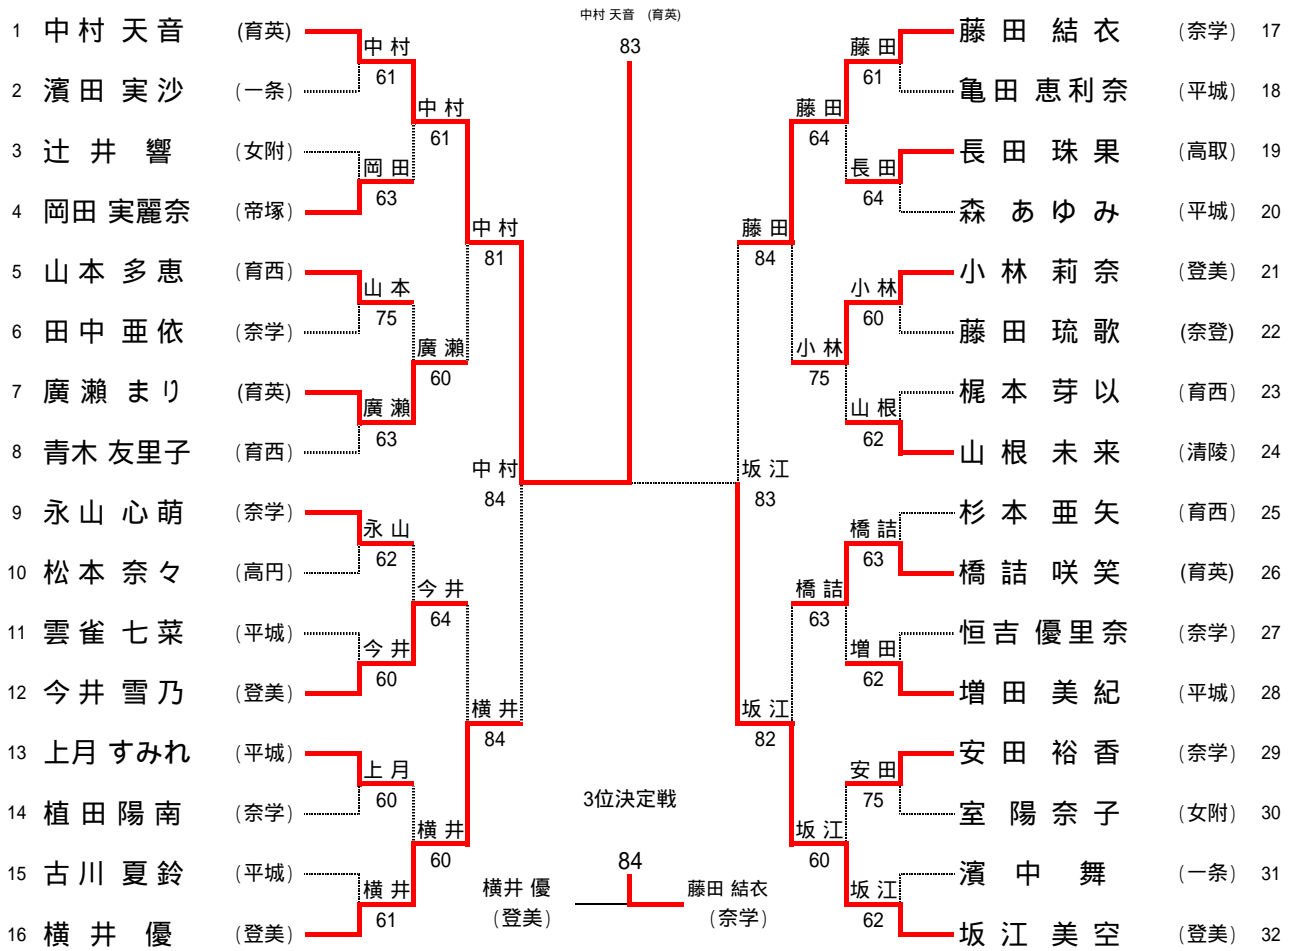 中村 天音 (育英)
83
1 中村 天音 (育英)
2 濱田 実沙 (一条)
3 辻井 響 (女附)
4 岡田 実麗奈 (帝塚)
5 山本 多恵 (育西)
6 田中 亜依 (奈学)
7 廣瀬 まり (育英)
8 青木 友里子 (育西)
9 永山 心萌 (奈学)
10 松本 奈々 (高円)
11 雲雀 七菜 (平城)
12 今井 雪乃 (登美)
13 上月 すみれ (平城)
14 植田 陽南 (奈学)
15 古川 夏鈴 (平城)
16 横井 優 (登美)
中村
61
岡田
63
山本
75
廣瀬
63
永山
62
今井
60
上月
60
横井
61
中村
61
廣瀬
60
今井
64
横井
60
中村
81
横井
84
中村
84
坂江
83
藤田
84
坂江
82
藤田
64
小林
75
橋詰
63
坂江
60
藤田
61
長田
64
小林
60
山根
62
橋詰
63
増田
62
安田
75
坂江
62
藤田 結衣 (奈学) 17
亀田 恵利奈 (平城) 18
長田 珠果 (高取) 19
森 あゆみ (平城) 20
小林 莉奈 (登美) 21
藤田 琉歌 (奈登) 22
梶本 芽以 (育西) 23
山根 未来 (清陵) 24
杉本 亜矢 (育西) 25
橋詰 咲笑 (育英) 26
恒吉 優里奈 (奈学) 27
増田 美紀 (平城) 28
安田 裕香 (奈学) 29
室 陽奈子 (女附) 30
濱中 舞 (一条) 31
坂江 美空 (登美) 32
3位決定戦
84
横井 優
(登美)
藤田 結衣
(奈学)